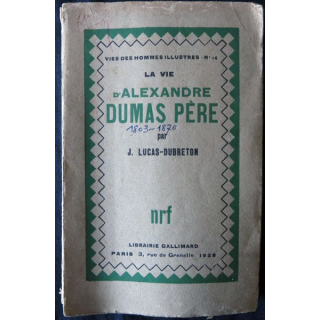 VIES DES HOMMES ILLUSTRES - N° 14
LA VIE
D'ALEXANDRE
DUMAS PÈRE
1803-1870
par
J. LUCAS-DUBRETON
nrf
LIBRAIRIE GALLIMARD
PARIS 3, rue de Grenelle 1928